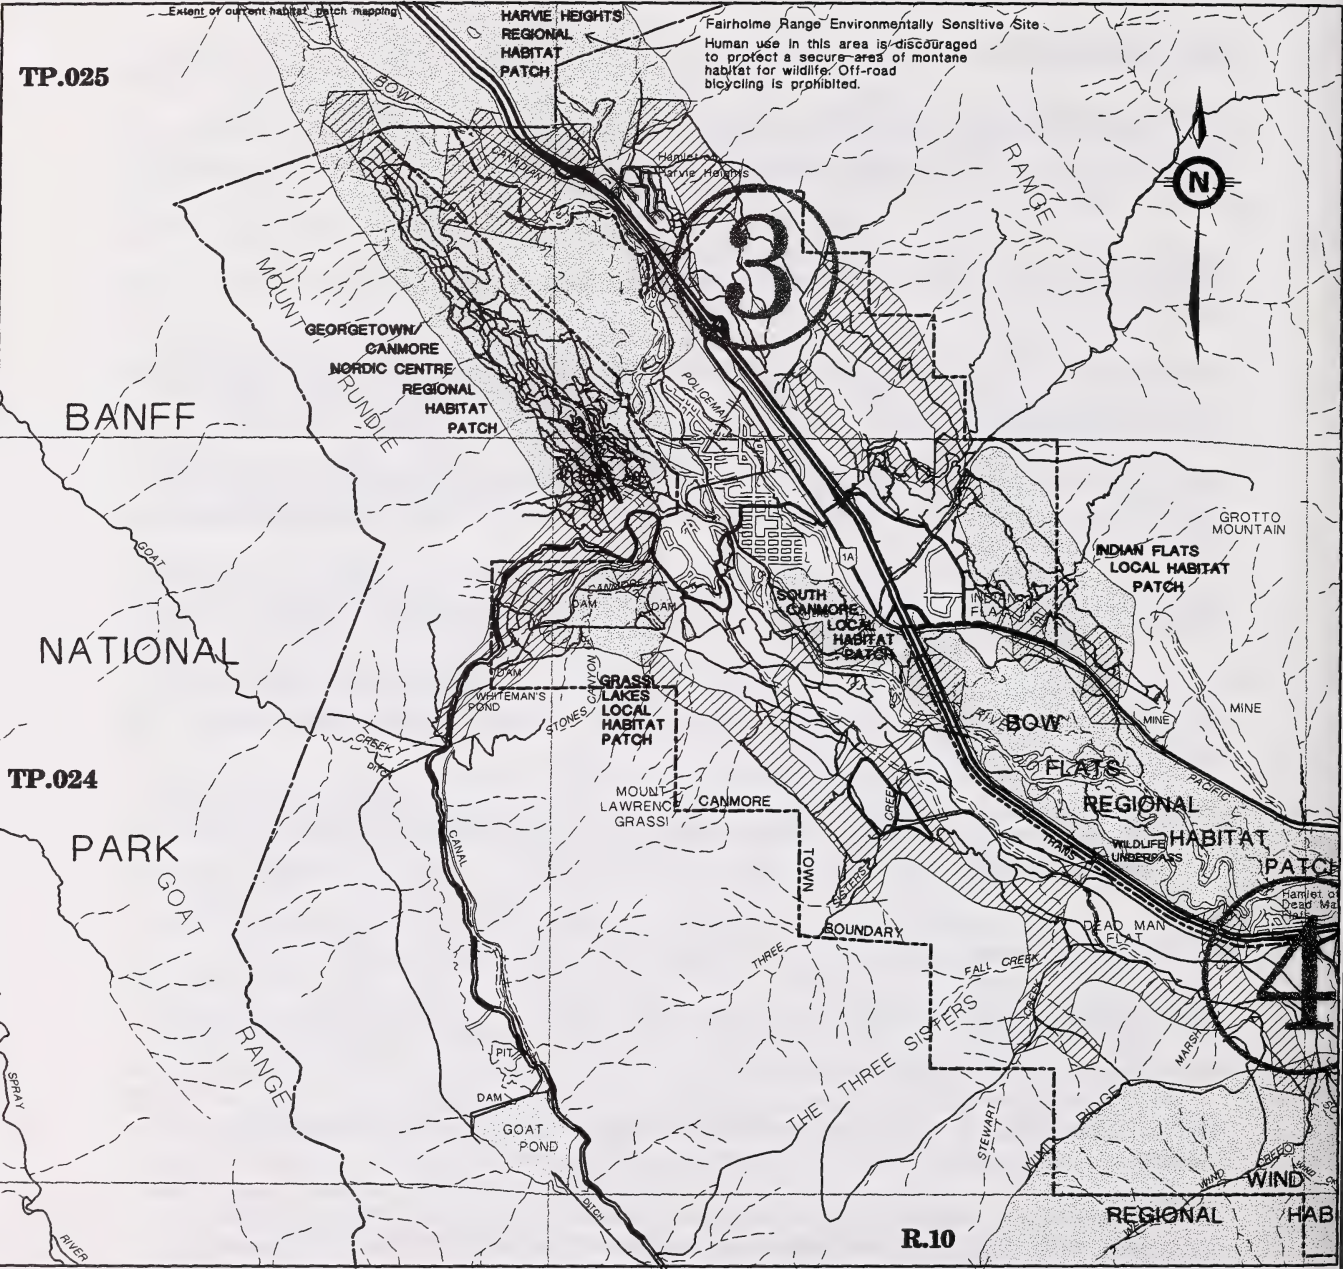 Extent of current habitat patch mapping
HARVIE HEIGHTS
REGIONAL
HABITAT
PATCH
Fairholme Range Environmentally Sensitive Site
Human use in this area is discouraged
to protect a secure area of montane
habitat for wildlife. Off-road
bicycling is prohibited.
TP.025
BOW
Harvie Heights
RANGE
N
3
MOUNT
RUNDLE
GEORGETOWN/
CANMORE
NORDIC CENTRE
REGIONAL
HABITAT
PATCH
BANFF
GOAT
1A
GROTTO
MOUNTAIN
INDIAN FLATS
LOCAL HABITAT
PATCH
CANMORE
DAM
DAM
INDIAN
FLAT
SOUTH
CANMORE
LOCAL
HABITAT
PATCH
NATIONAL
DAM
WHITEMAN'S
POND
STONES CANYON
GRASSI
LAKES
LOCAL
HABITAT
PATCH
BOW
MINE
MINE
CREEK
DITCH
FLATS
TP.024
MOUNT
LAWRENCE
GRASSI
CANMORE
CREEK
REGIONAL
PACIFIC
CANAL
TRANS
WILDLIFE
UNDERPASS
HABITAT
PARK
GOAT
TOWN
SISTERS
PATCH
Hamlet of
Dead Ma
BOUNDARY
DEAD MAN
FLAT
THREE
FALL CREEK
CREEK
4
THE THREE SISTERS
RANGE
PIT
MARSH
SPRAY
DAM
GOAT
POND
RIDGE
WIND
STEWART
WIND
CREEK
WIND
DITCH
REGIONAL
HAB
RIVER
R.10